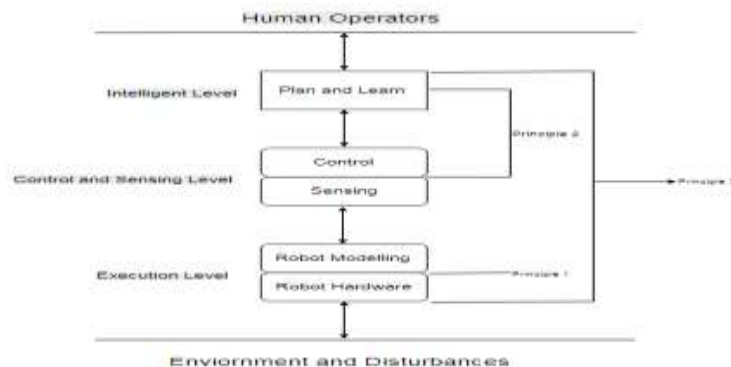 Human Operators
Intelligent Level
Plan and Learn
Principle 2
Control
Control and Sensing Level
Sensing
Principle
Robot Modelling
Execution Level
Principle 1
Robot Hardware
Enviornment and Disturbances